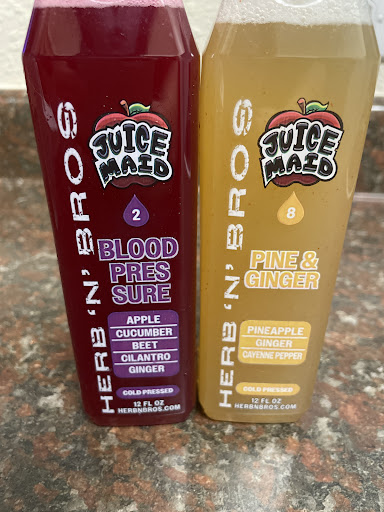 HERB 'N' BROS
JUICE
MAID
2
BLOOD
PRES
SURE
APPLE
CUCUMBER
BEET
CILANTRO
GINGER
COLD PRESSED
12 FL OZ
HERBNBROS.COM
HERB 'N' BROS
JUICE
MAID
8
PINE &
GINGER
PINEAPPLE
GINGER
CAYENNE PEPPER
COLD PRESSED
12 FL OZ
HERBNBROS.COM